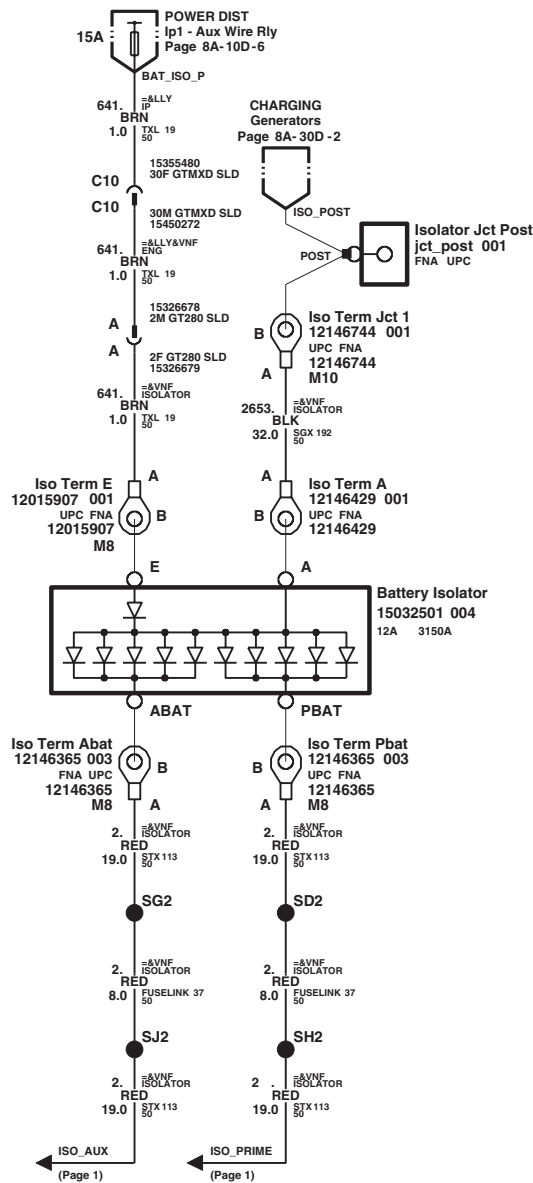 15A
POWER DIST
Ip1 - Aux Wire Rly
Page 8A-10D-6
BAT_ISO_P
641.
=&LLY
IP
BRN
1.0
TXL 19
50
15355480
30F GTMXD SLD
C10
C10
30M GTMXD SLD
15450272
641.
=&LLY&VNF
ENG
BRN
1.0
TXL 19
50
15326678
2M GT280 SLD
A
A
2F GT280 SLD
15326679
641.
=&VNF
ISOLATOR
BRN
1.0
TXL 19
50
Iso Term E
12015907 001
UPC FNA
12015907
M8
A
B
E
CHARGING
Generators
Page 8A-30D-2
ISO_POST
POST
Isolator Jct Post
jct_post 001
FNA UPC
B
A
Iso Term Jct 1
12146744 001
UPC FNA
12146744
M10
2653.
=&VNF
ISOLATOR
BLK
32.0
SGX 192
50
A
B
Iso Term A
12146429 001
UPC FNA
12146429
A
Battery Isolator
15032501 004
12A 3150A
ABAT
PBAT
Iso Term Abat
12146365 003
FNA UPC
12146365
M8
B
A
2.
=&VNF
ISOLATOR
RED
19.0
STX113
50
SG2
2.
=&VNF
ISOLATOR
RED
8.0
FUSELINK 37
50
SJ2
2.
=&VNF
ISOLATOR
RED
19.0
STX113
50
ISO_AUX
(Page 1)
B
A
Iso Term Pbat
12146365 003
UPC FNA
12146365
M8
2.
=&VNF
ISOLATOR
RED
19.0
STX113
50
SD2
2.
=&VNF
ISOLATOR
RED
8.0
FUSELINK 37
50
SH2
2 .
=&VNF
ISOLATOR
RED
19.0
STX113
50
ISO_PRIME
(Page 1)